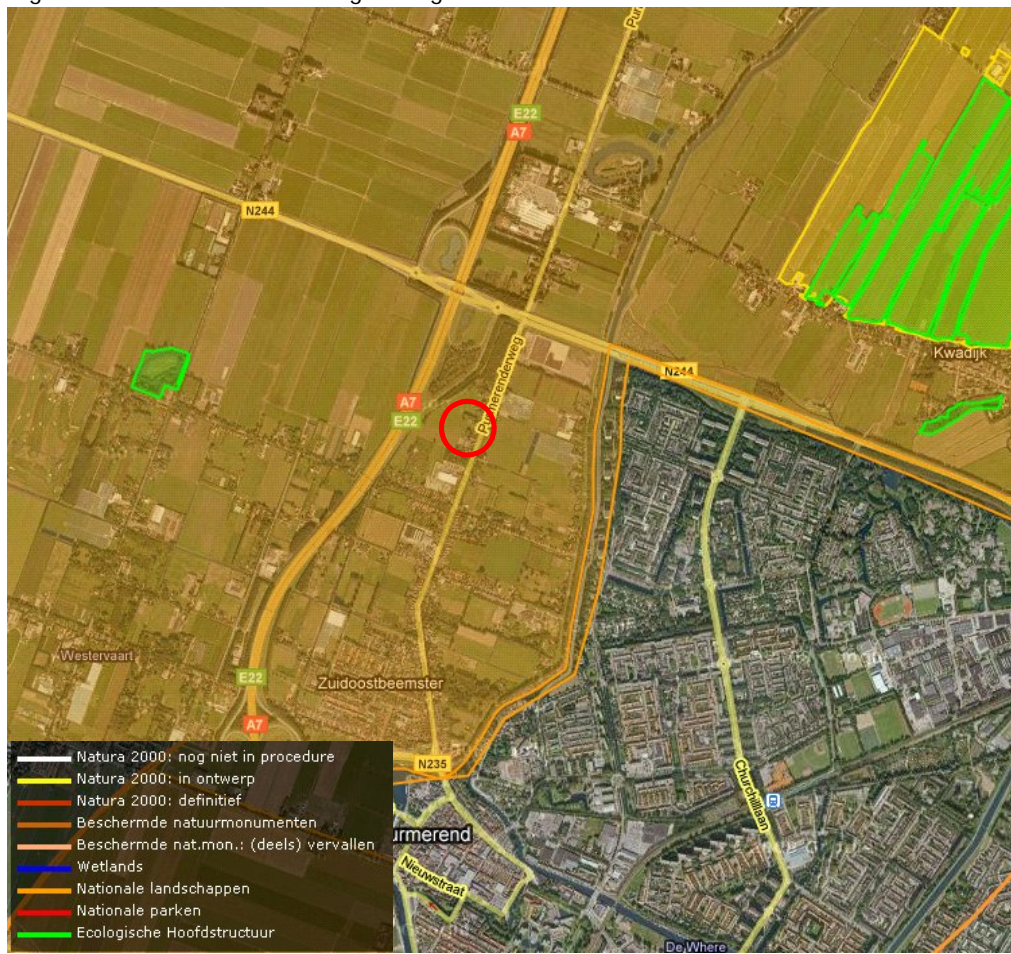 Pur
E22
A7
N244
Kwadijk
N244
Purmerenderweg
A7
E22
Westervaart
E22
Zuidoostbeemster
A7
N235
Churchilllaan
urmerend
Nieuwstraat
De Where
Natura 2000: nog niet in procedure
Natura 2000: in ontwerp
Natura 2000: definitief
Beschermde natuurmonumenten
Beschermde nat.mon.: (deels) vervallen
Wetlands
Nationale landschappen
Nationale parken
Ecologische Hoofdstructuur